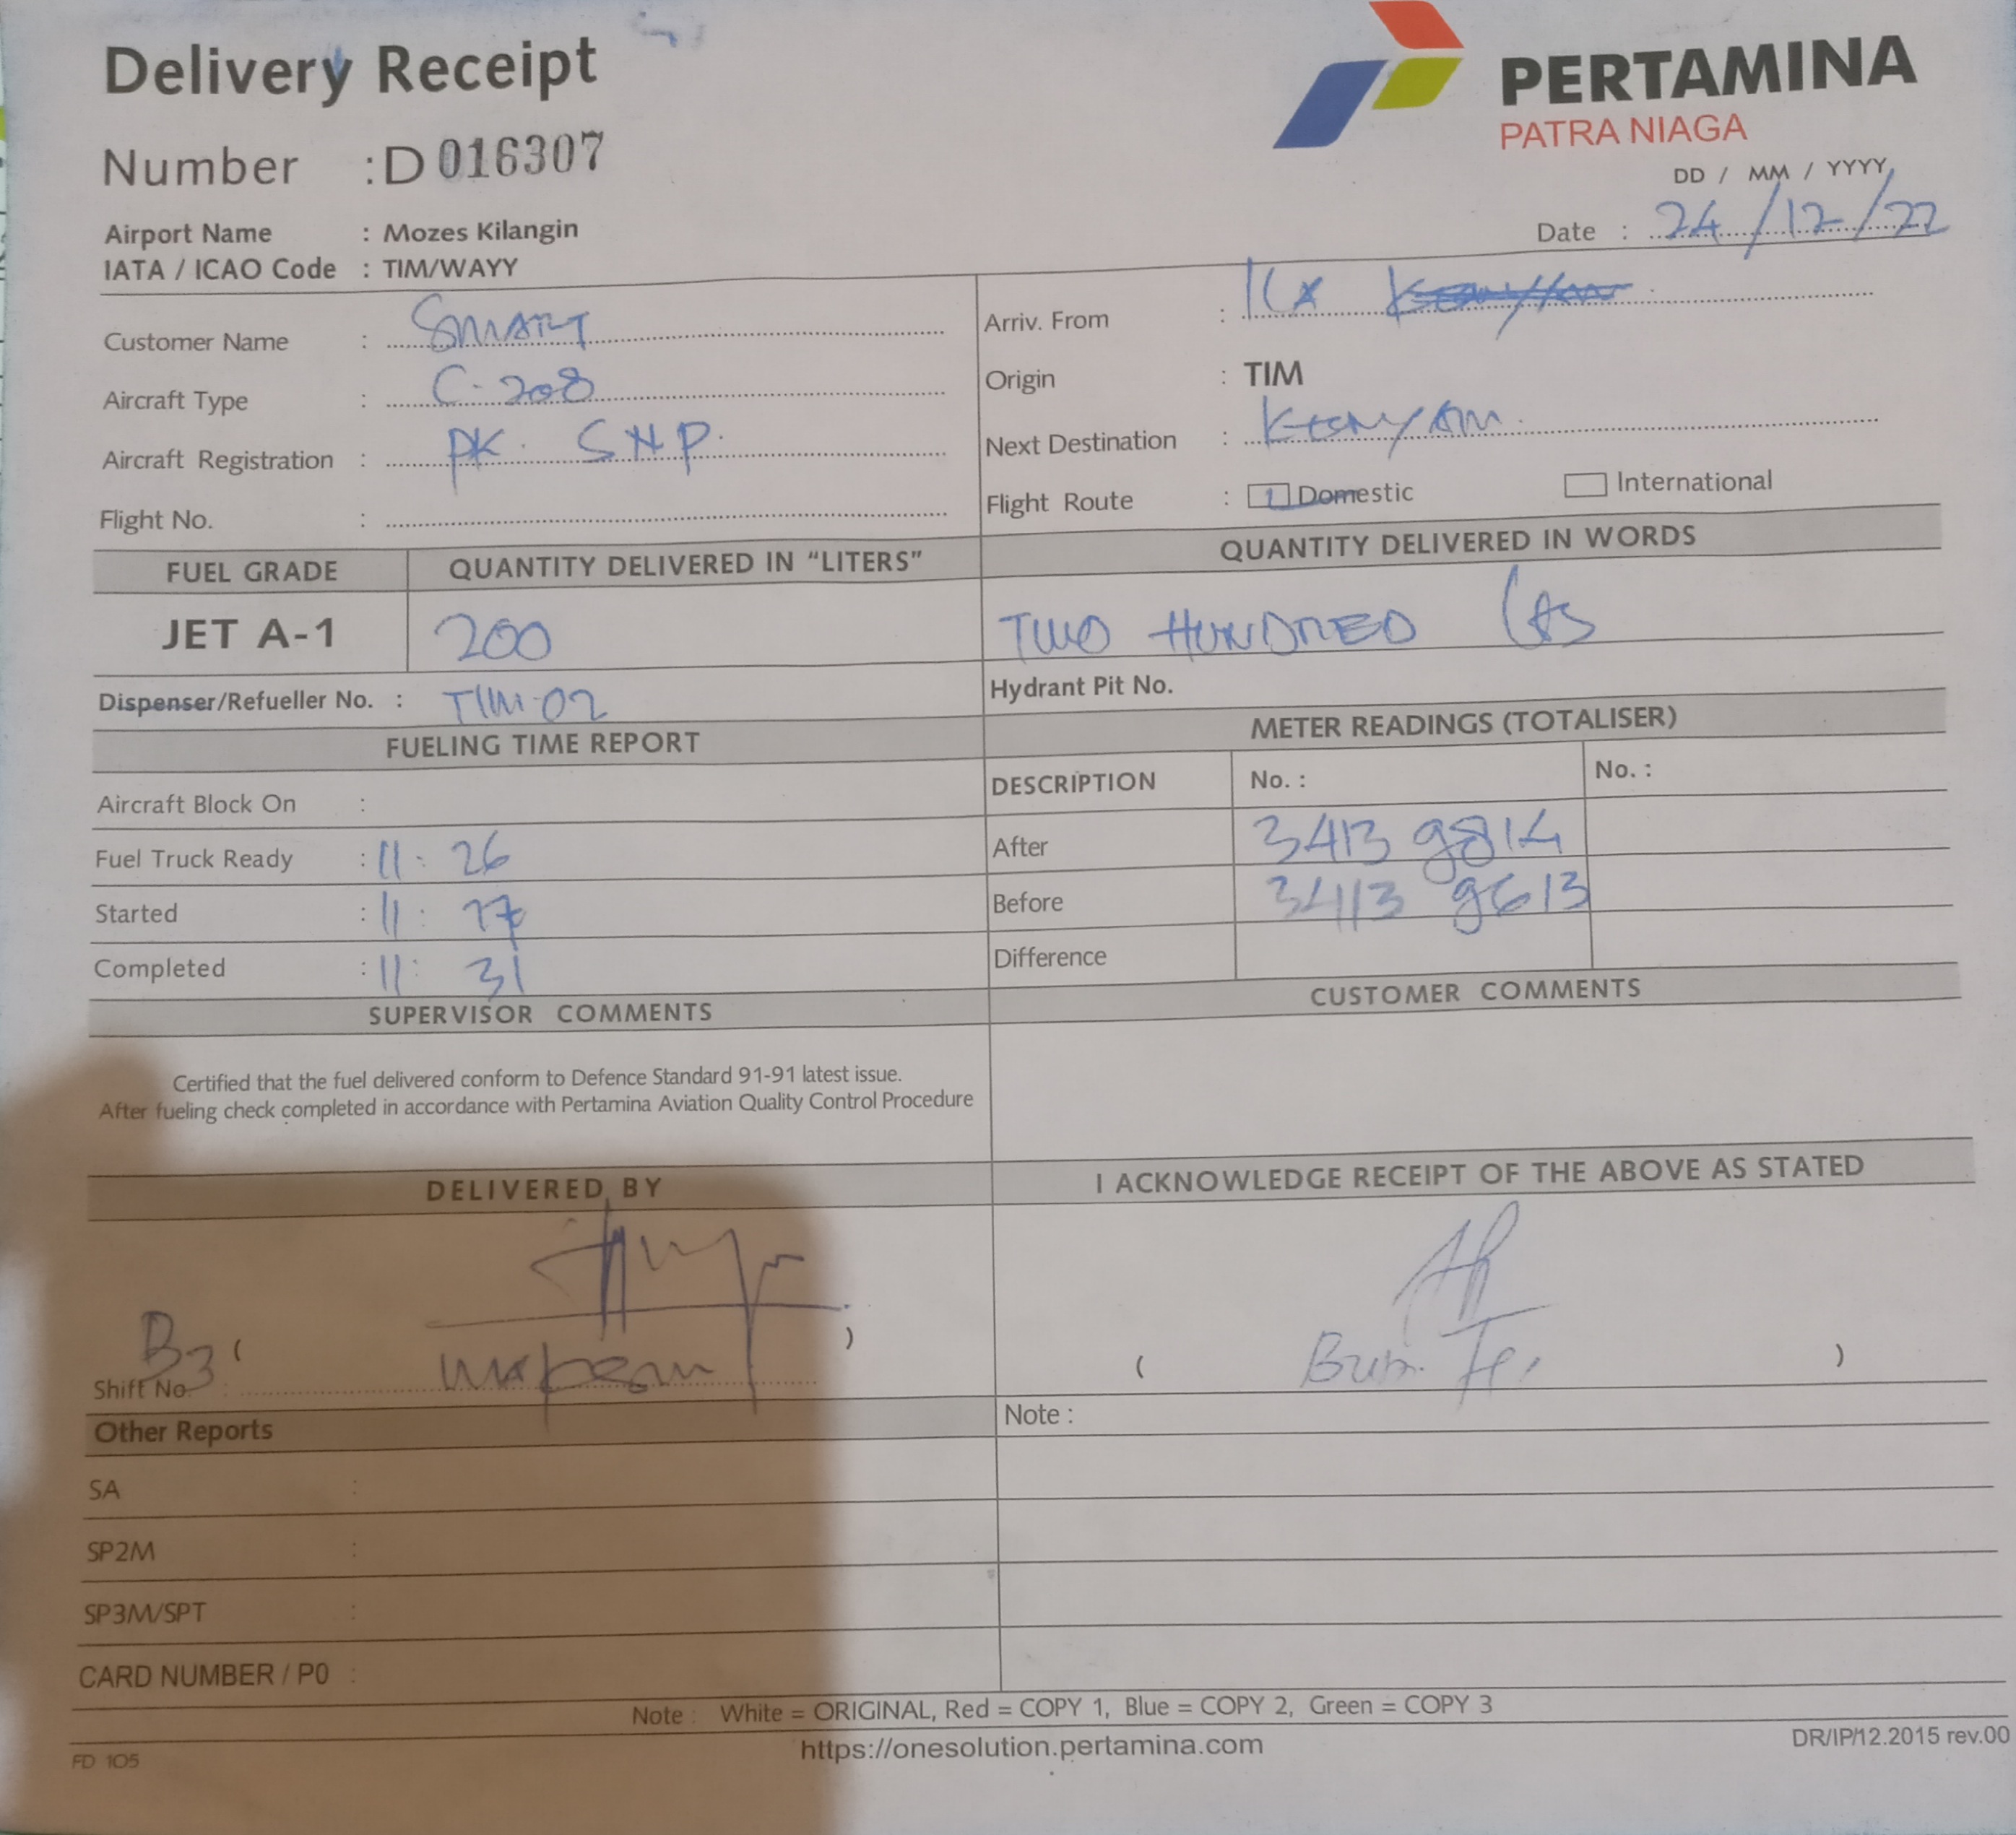 Delivery Receipt
PERTAMINA
PATRA NIAGA
Number : D 016307
DD / MM / YYYY
Date : 24/12/22
Airport Name : Mozes Kilangin
IATA / ICAO Code : TIM/WAYY
Customer Name : SMART
Aircraft Type : C-208
Aircraft Registration : PK. SNP.
Flight No. :
Arriv. From :
Origin : TIM
Next Destination : Kenyam.
Flight Route : Domestic International
FUEL GRADE QUANTITY DELIVERED IN "LITERS" QUANTITY DELIVERED IN WORDS
JET A-1 200 TWO HUNDRED
Dispenser/Refueller No. : TIM-02 Hydrant Pit No.
FUELING TIME REPORT
Aircraft Block On :
Fuel Truck Ready : 11 : 26
Started : 11 :
Completed : 11 : 31
METER READINGS (TOTALISER)
DESCRIPTION No. : No. :
After 3413 9814
Before 3413 9613
Difference
SUPERVISOR COMMENTS
Certified that the fuel delivered conform to Defence Standard 91-91 latest issue.
After fueling check completed in accordance with Pertamina Aviation Quality Control Procedure
CUSTOMER COMMENTS
DELIVERED BY
B3 ( )
Shift No :
I ACKNOWLEDGE RECEIPT OF THE ABOVE AS STATED
( )
Other Reports
SA :
SP2M :
SP3M/SPT :
CARD NUMBER / P0 :
Note :
Note : White = ORIGINAL, Red = COPY 1, Blue = COPY 2, Green = COPY 3
FD 105
https://onesolution.pertamina.com
DR/IP/12.2015 rev.00